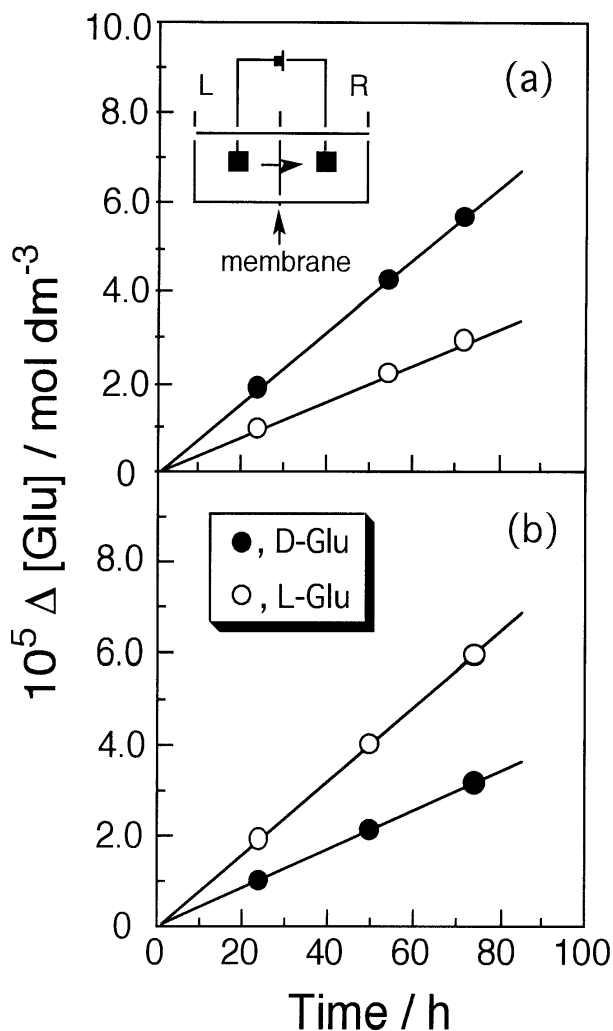 10⁵ Δ [Glu] / mol dm⁻³
10.0
8.0
6.0
4.0
2.0
0
(a)
L
R
membrane
8.0
6.0
4.0
2.0
0
(b)
●, D-Glu
○, L-Glu
0 20 40 60 80 100
Time / h